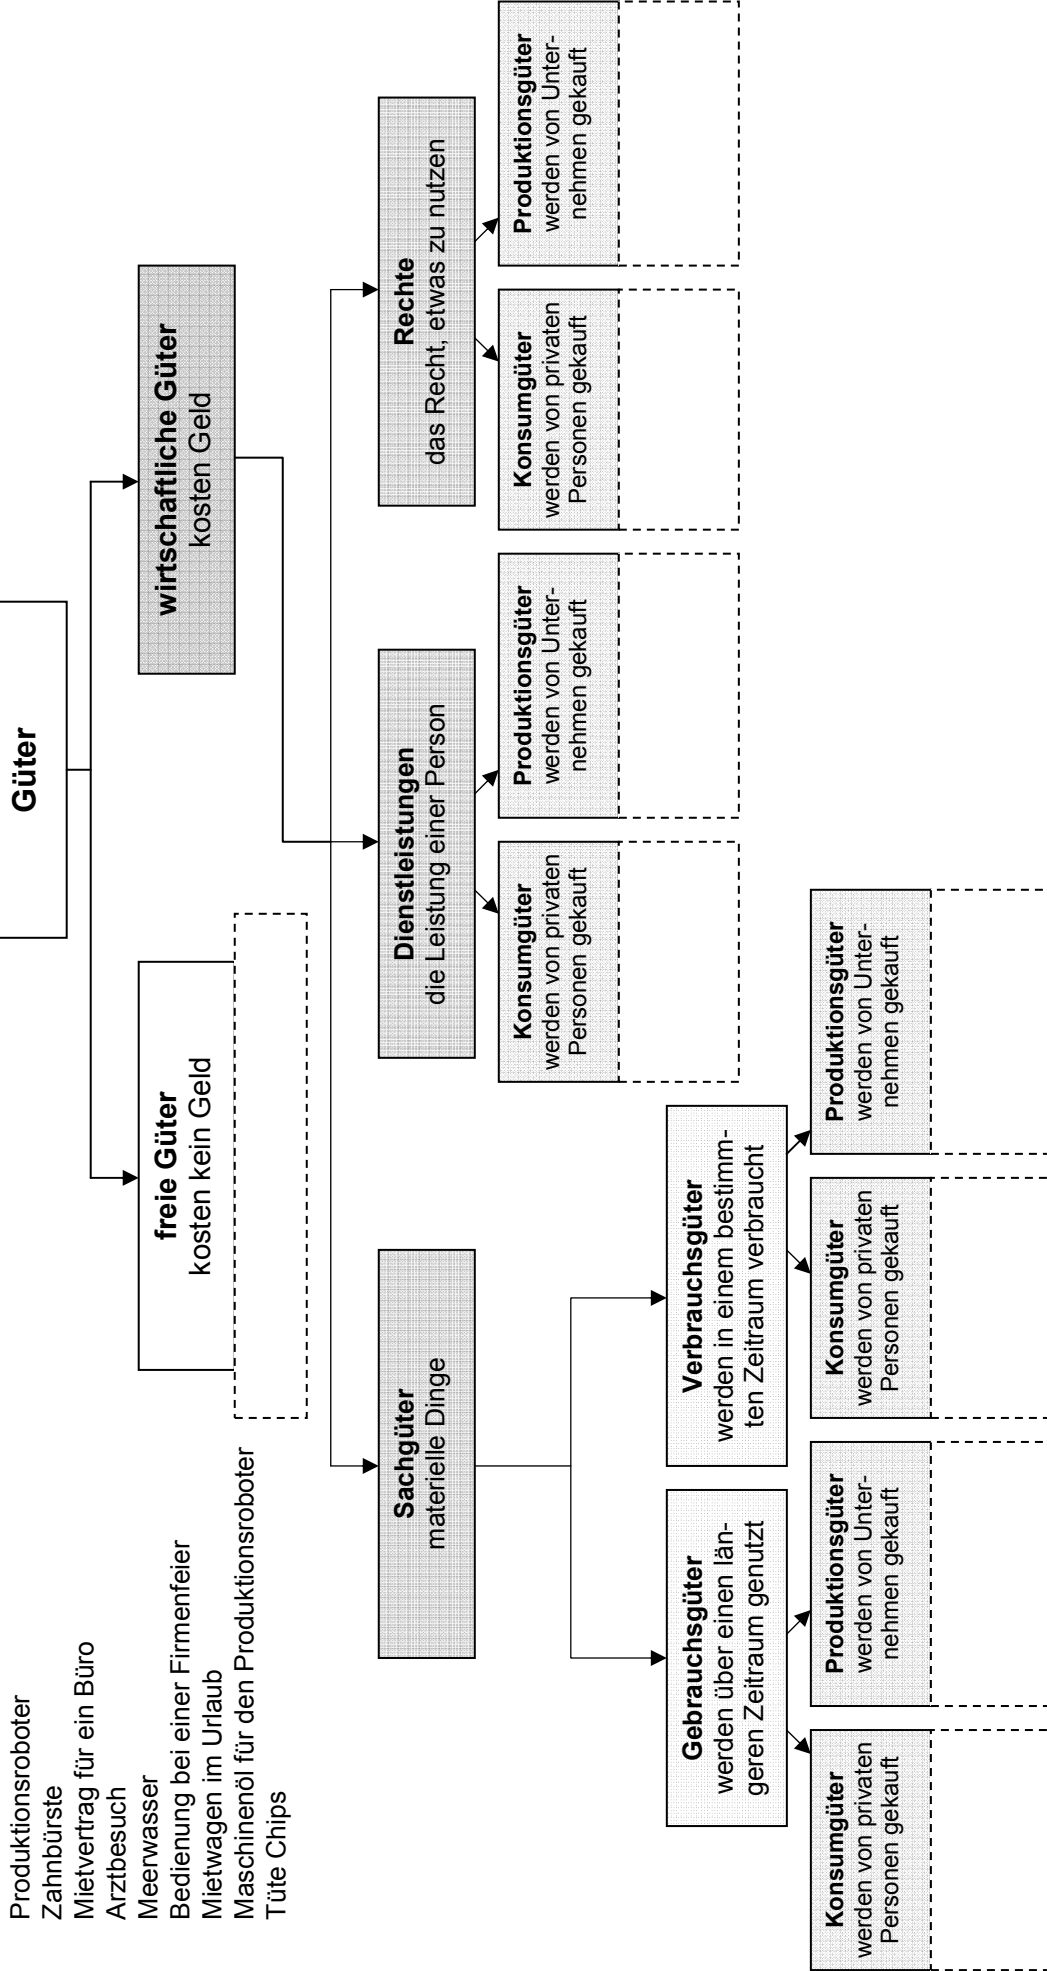 Güter
freie Güter
kosten kein Geld
wirtschaftliche Güter
kosten Geld
Produktionsroboter
Zahnbürste
Mietvertrag für ein Büro
Arztbesuch
Meerwasser
Bedienung bei einer Firmenfeier
Mietwagen im Urlaub
Maschinenöl für den Produktionsroboter
Tüte Chips
Sachgüter
materielle Dinge
Dienstleistungen
die Leistung einer Person
Rechte
das Recht, etwas zu nutzen
Konsumgüter
werden von privaten
Personen gekauft
Produktionsgüter
werden von Unter-
nehmen gekauft
Konsumgüter
werden von privaten
Personen gekauft
Produktionsgüter
werden von Unter-
nehmen gekauft
Gebrauchsgüter
werden über einen län-
geren Zeitraum genutzt
Verbrauchsgüter
werden in einem bestimm-
ten Zeitraum verbraucht
Konsumgüter
werden von privaten
Personen gekauft
Produktionsgüter
werden von Unter-
nehmen gekauft
Konsumgüter
werden von privaten
Personen gekauft
Produktionsgüter
werden von Unter-
nehmen gekauft